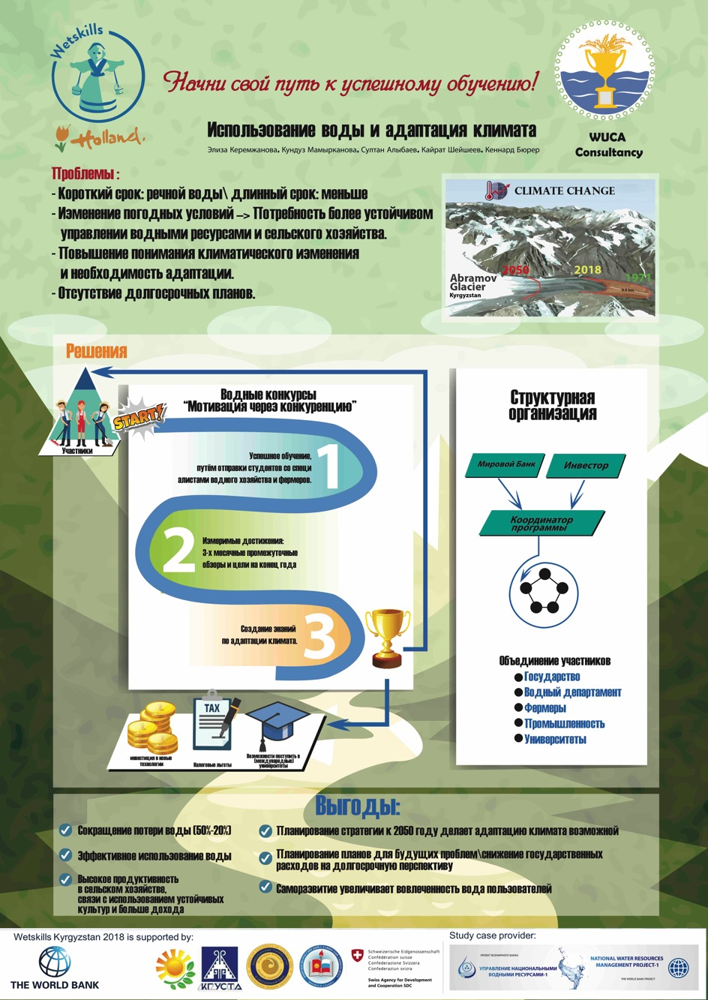 Wetskills
Holland.
Начни свой путь к успешному обучению!
Использование воды и адаптация климата
Элиза Керемжанова, Кундуз Мамырканова, Султан Алыбаев, Кайрат Шейшеев, Кеннард Бюрер
WUCA
Consultancy
Проблемы :
- Короткий срок: речной воды\ длинный срок: меньше
- Изменение погодных условий —> Потребность более устойчивом
управлении водными ресурсами и сельского хозяйства.
- Повышение понимания климатического изменения
и необходимость адаптации.
- Отсутствие долгосрочных планов.
CLIMATE CHANGE
2050
2018
1971
Abramov
Glacier
Kyrgyzstan
0.5 km
Решения
Участники
START!
Водные конкурсы
“Мотивация через конкуренцию”
1
Успешное обучение,
путём отправки студентов со специ
алистами водного хозяйства и фермеров.
2
Измеримые достижения:
3-х месячные промежуточные
обзоры и цели на конец года
3
Создание знаний
по адаптации климата.
TAX
инвестиция в новые
технологии
Налоговые льготы
Возможности поступить в
(международные)
университеты
Структурная
организация
Мировой Банк
Инвестор
Координатор
программы
Объединение участников
Государство
Водный департамент
Фермеры
Промышленность
Университеты
Выгоды:
Сокращение потери воды (50%-20%)
Эффективное использование воды
Высокое продуктивность
в сельском хозяйстве,
связи с использованием устойчивых
культур и больше дохода
Планирование стратегии к 2050 году делает адаптацию климата возможной
Планирование планов для будущих проблем\снижение государственных
расходов на долгосрочную перспективу
Саморазвитие увеличивает вовлеченность вода пользователей
Wetskills Kyrgyzstan 2018 is supported by:
THE WORLD BANK
КГУСТА
Schweizerische Eidgenossenschaft
Confédération suisse
Confederazione Svizzera
Confederaziun svizra
Swiss Agency for Development
and Cooperation SDC
Study case provider:
ПРОЕКТ ВСЕМИРНОГО БАНКА
УПРАВЛЕНИЕ НАЦИОНАЛЬНЫМИ
ВОДНЫМИ РЕСУРСАМИ-1
NATIONAL WATER RESOURCES
MANAGEMENT PROJECT-1
THE WORLD BANK PROJECT